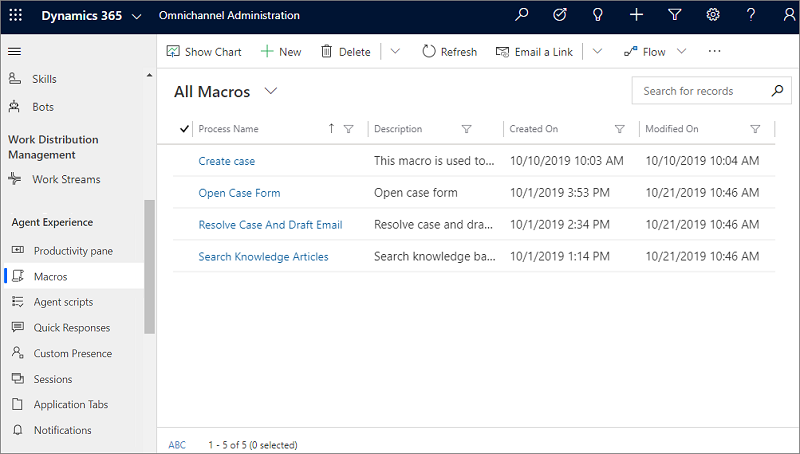 Dynamics 365 Omnichannel Administration
Show Chart New Delete Refresh Email a Link Flow
Skills
Bots
Work Distribution
Management
Work Streams
Agent Experience
Productivity pane
Macros
Agent scripts
Quick Responses
Custom Presence
Sessions
Application Tabs
Notifications
All Macros
Search for records
Process Name Description Created On Modified On
Create case This macro is used to... 10/10/2019 10:03 AM 10/10/2019 10:04 AM
Open Case Form Open case form 10/1/2019 3:53 PM 10/21/2019 10:46 AM
Resolve Case And Draft Email Resolve case and dra... 10/1/2019 2:34 PM 10/21/2019 10:46 AM
Search Knowledge Articles Search knowledge ba... 10/1/2019 1:14 PM 10/21/2019 10:46 AM
ABC 1 - 5 of 5 (0 selected)